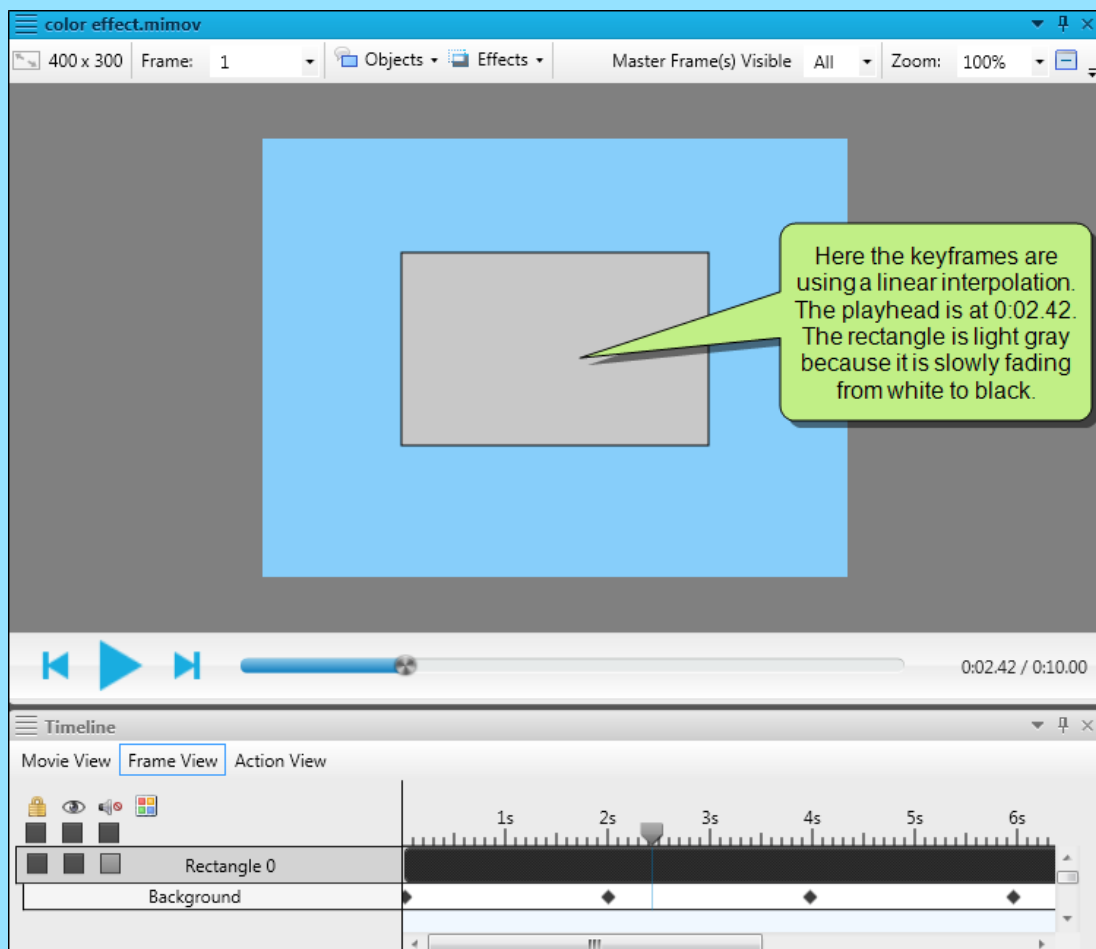 color effect.mimov
400 x 300 Frame: 1 Objects Effects Master Frame(s) Visible All Zoom: 100%
Here the keyframes are
using a linear interpolation.
The playhead is at 0:02.42.
The rectangle is light gray
because it is slowly fading
from white to black.
0:02.42 / 0:10.00
Timeline
Movie View Frame View Action View
1s 2s 3s 4s 5s 6s
Rectangle 0
Background